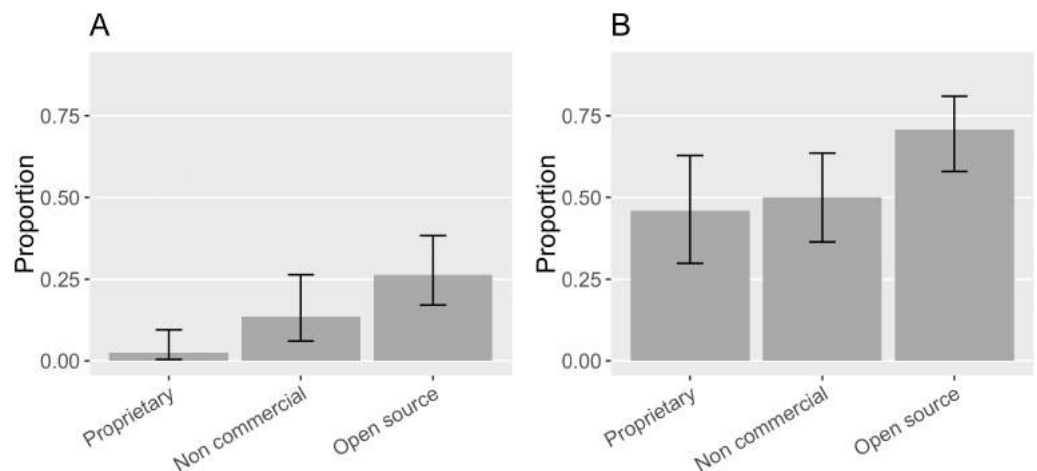 A
Proportion
0.75
0.50
0.25
0.00
Proprietary
Non commercial
Open source
B
Proportion
0.75
0.50
0.25
0.00
Proprietary
Non commercial
Open source